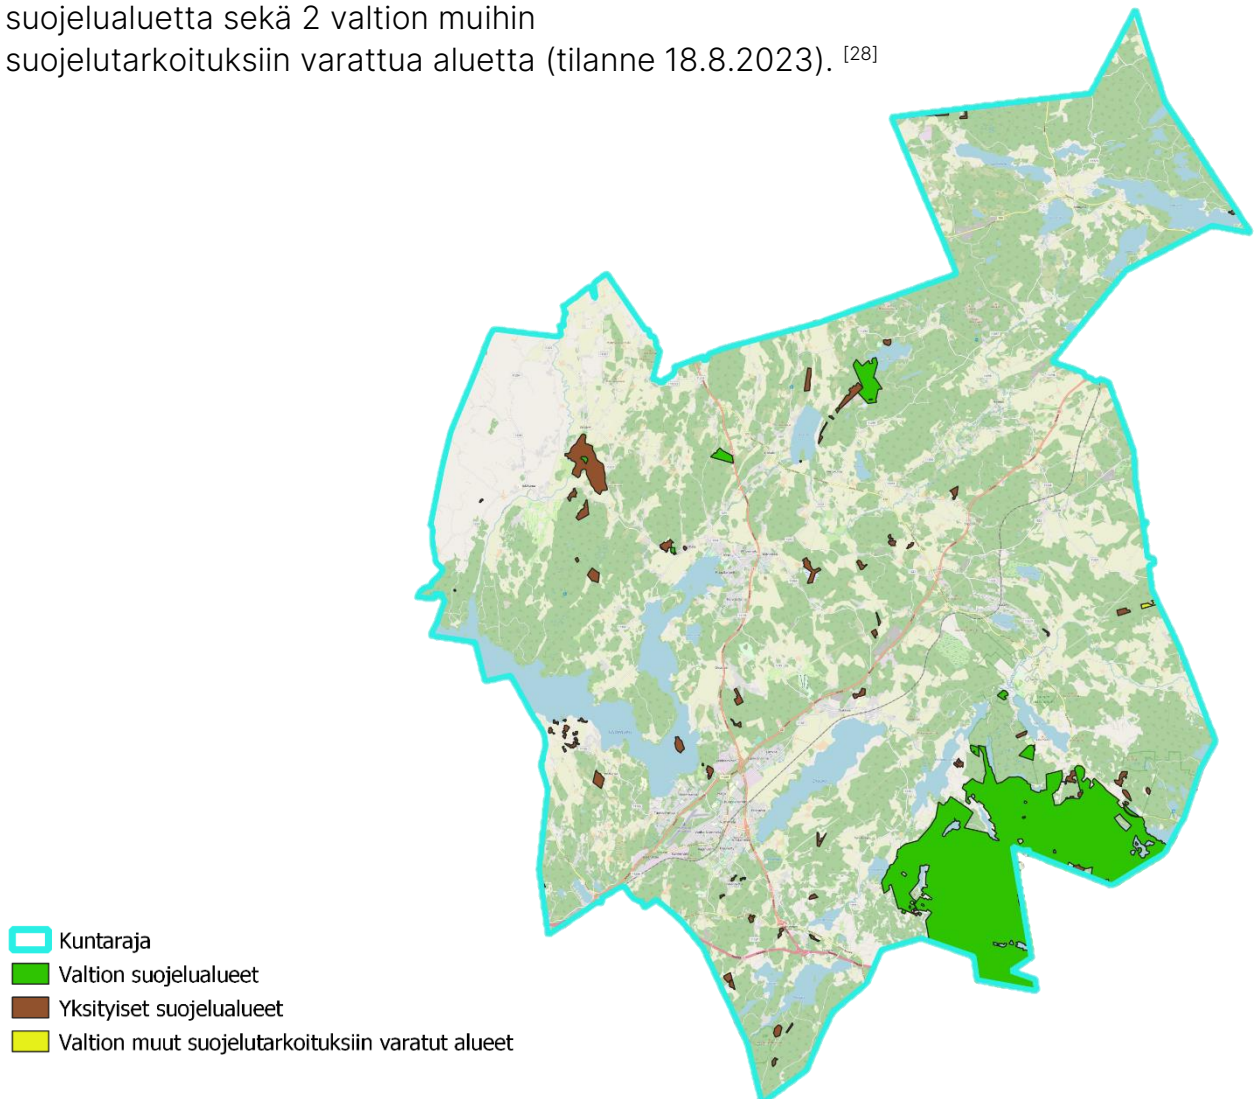 suojelualuetta sekä 2 valtion muihin
suojelutarkoituksiin varattua aluetta (tilanne 18.8.2023). [28]
Kuntaraja
Valtion suojelualueet
Yksityiset suojelualueet
Valtion muut suojelutarkoituksiin varatut alueet